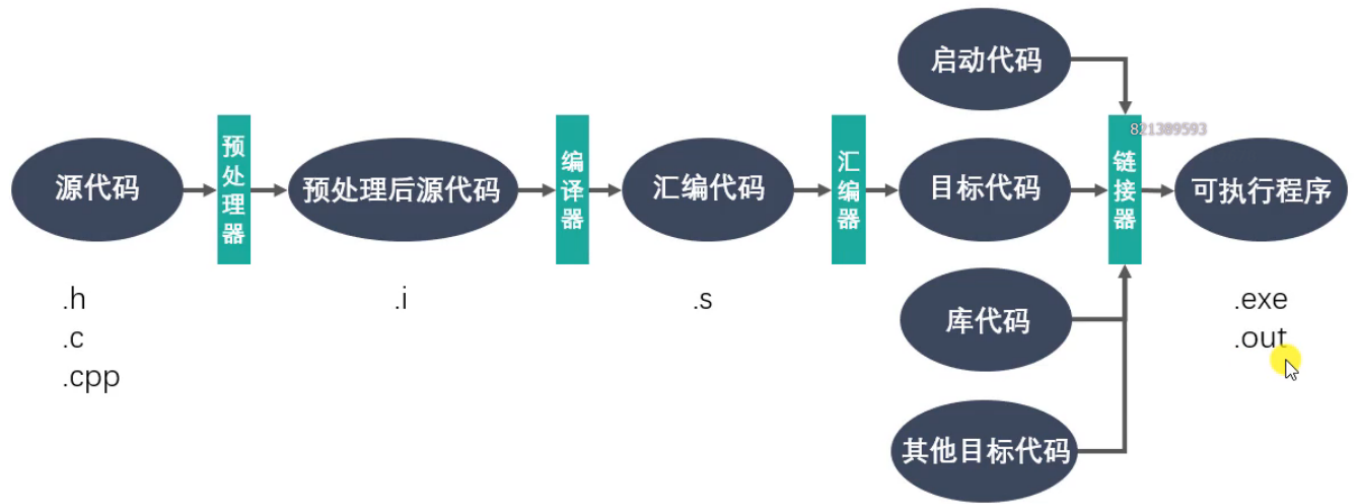 启动代码
821389593
源代码
预处理器
预处理后源代码
编译器
汇编代码
汇编器
目标代码
链接器
可执行程序
.h
.c
.cpp
.i
.s
库代码
.exe
.out
其他目标代码